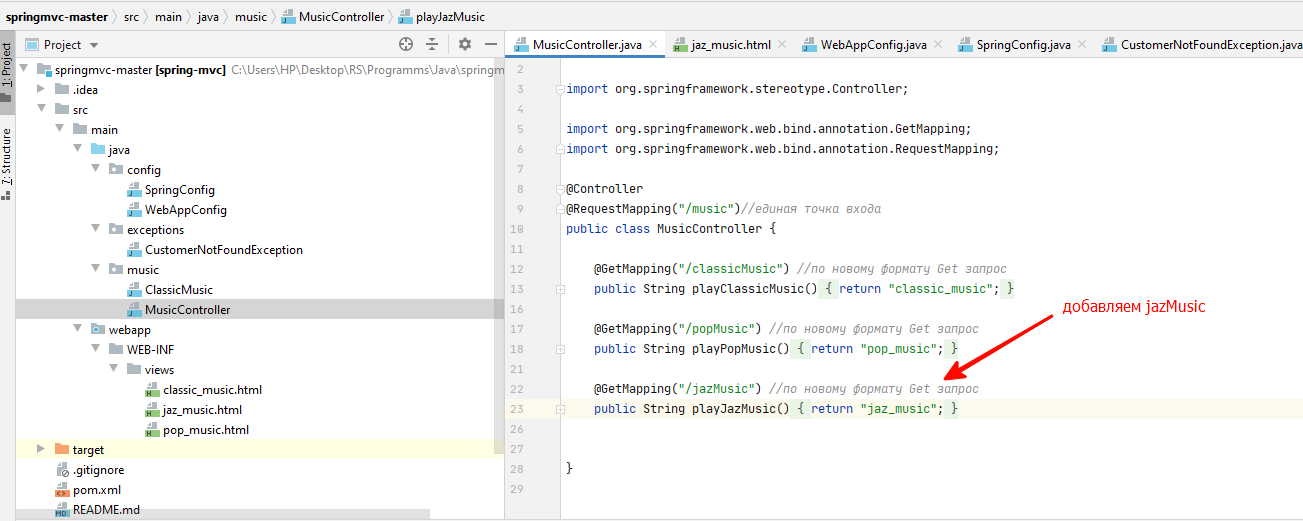 springmvc-master src main java music MusicController playJazMusic
1: Project
7: Structure
Project
springmvc-master [spring-mvc] C:\Users\HP\Desktop\RS\Programms\Java\springm
.idea
src
main
java
config
SpringConfig
WebAppConfig
exceptions
CustomerNotFoundException
music
ClassicMusic
MusicController
webapp
WEB-INF
views
classic_music.html
jaz_music.html
pop_music.html
target
.gitignore
pom.xml
README.md
MusicController.java jaz_music.html WebAppConfig.java SpringConfig.java CustomerNotFoundException.java
2
3 import org.springframework.stereotype.Controller;
4
5 import org.springframework.web.bind.annotation.GetMapping;
6 import org.springframework.web.bind.annotation.RequestMapping;
7
8 @Controller
9 @RequestMapping("/music")//единая точка входа
10 public class MusicController {
11
12 @GetMapping("/classicMusic") //по новому формату Get запрос
13 public String playClassicMusic() { return "classic_music"; }
16
17 @GetMapping("/popMusic") //по новому формату Get запрос
18 public String playPopMusic() { return "pop_music"; }
21
22 @GetMapping("/jazMusic") //по новому формату Get запрос
23 public String playJazMusic() { return "jaz_music"; }
26
27
28 }
29
добавляем jazMusic